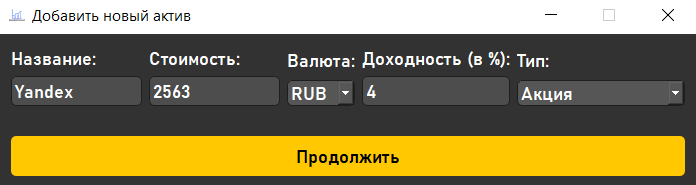 Добавить новый актив
Название: Стоимость: Валюта: Доходность (в %): Тип:
Yandex 2563 RUB 4 Акция
Продолжить